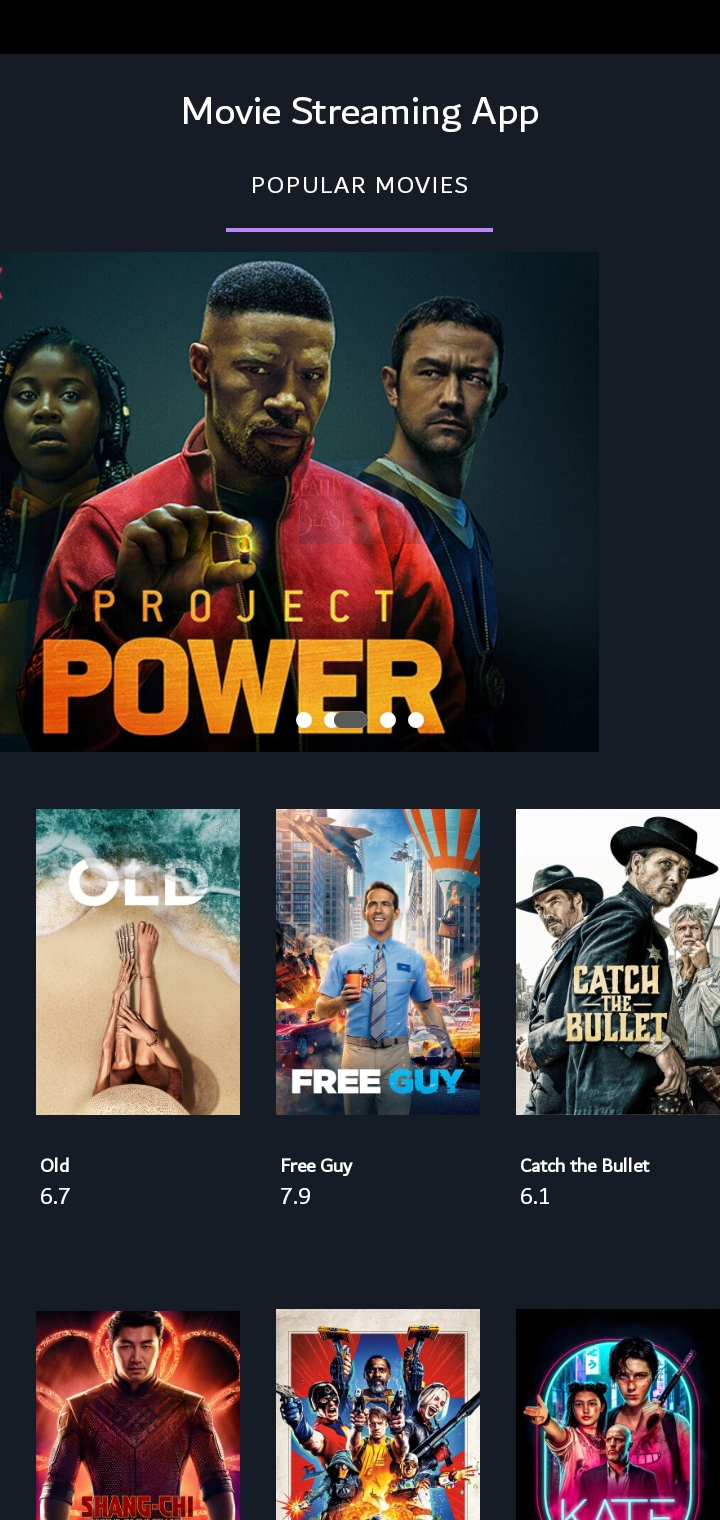 Movie Streaming App
POPULAR MOVIES
BEAST
PROJECT
POWER
OLD
FREE GUY
CATCH
THE
BULLET
Old
6.7
Free Guy
7.9
Catch the Bullet
6.1
SHANG-CHI
KATE